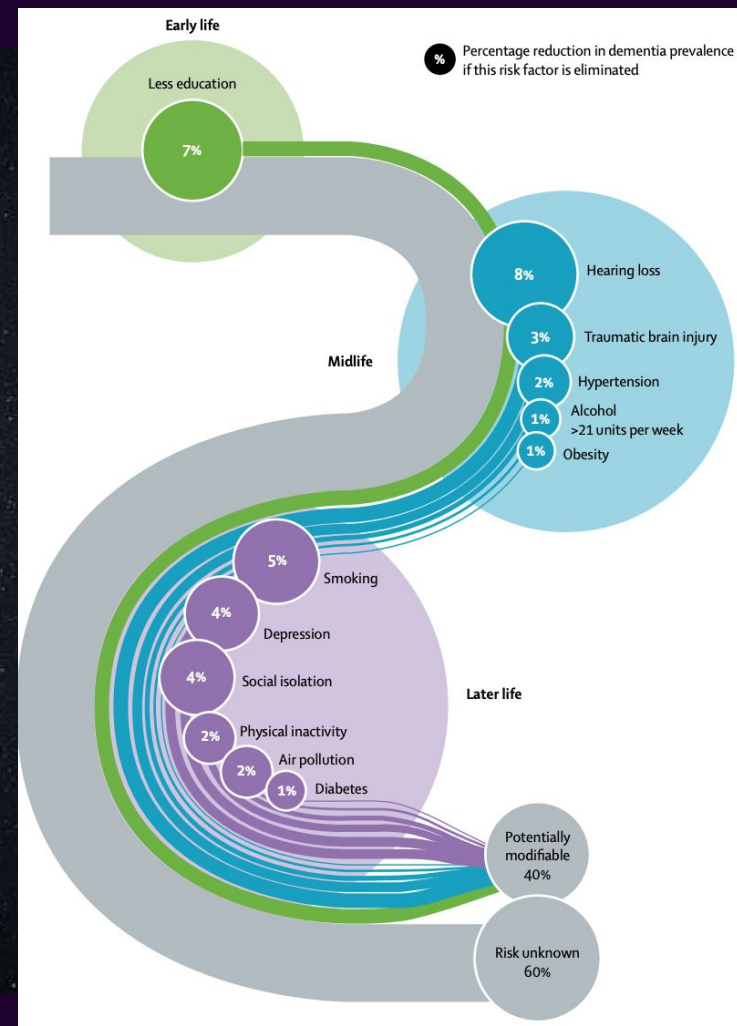 Early life
% Percentage reduction in dementia prevalence
if this risk factor is eliminated
Less education
7%
8% Hearing loss
3% Traumatic brain injury
Midlife
2% Hypertension
1% Alcohol
>21 units per week
1% Obesity
5%
Smoking
4%
Depression
4% Social isolation
Later life
2% Physical inactivity
2% Air pollution
1% Diabetes
Potentially
modifiable
40%
Risk unknown
60%